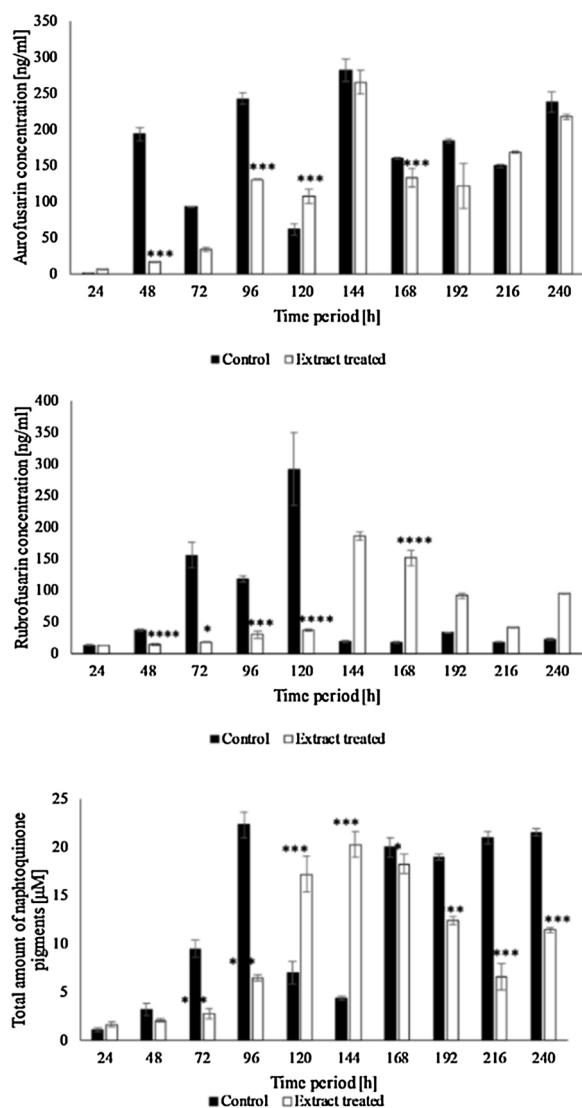 Aurofusarin concentration [ng/ml]
350
300
250
200
150
100
50
0
***
***
***
***
24 48 72 96 120 144 168 192 216 240
Time period [h]
Control Extract treated
Rubrofusarin concentration [ng/ml]
400
350
300
250
200
150
100
50
0
****
*
***
****
****
24 48 72 96 120 144 168 192 216 240
Time period [h]
Control Extract treated
Total amount of naphtoquinone
pigments [µM]
25
20
15
10
5
0
***
***
*
**
***
***
24 48 72 96 120 144 168 192 216 240
Time period [h]
Control Extract treated